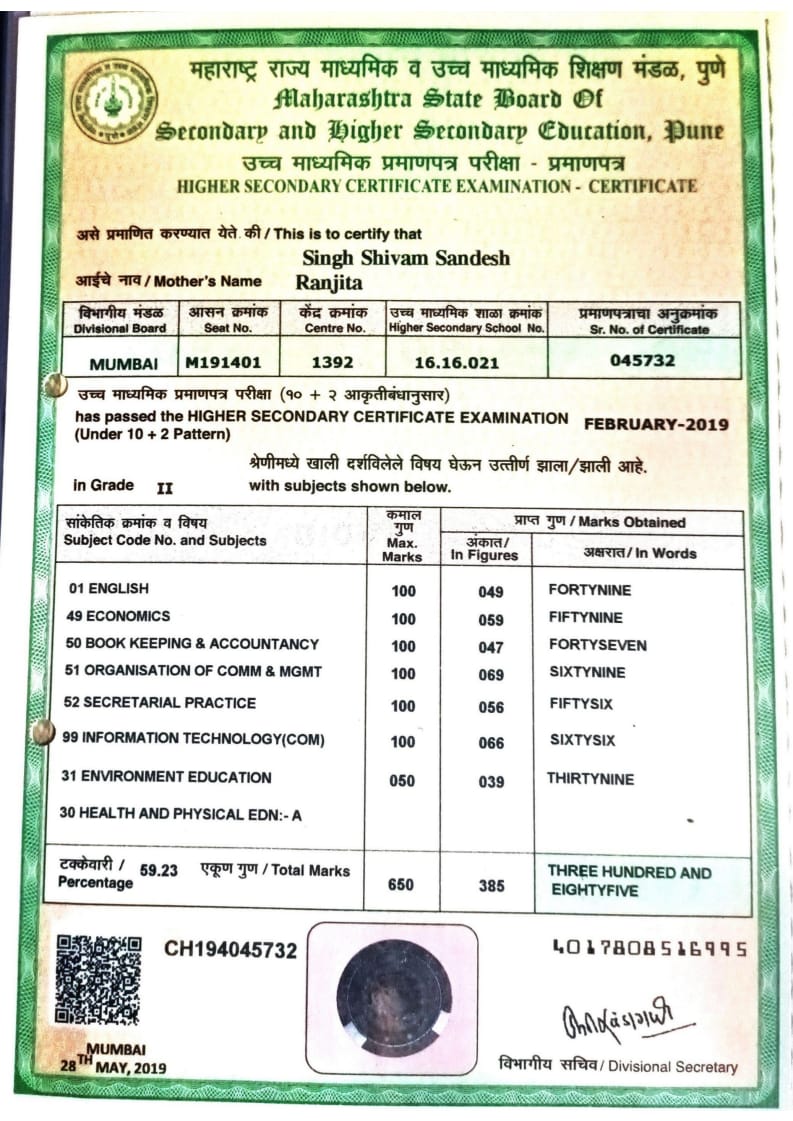 महाराष्ट्र राज्य माध्यमिक व उच्च माध्यमिक शिक्षण मंडळ, पुणे
Maharashtra State Board Of
Secondary and Higher Secondary Education, Pune
उच्च माध्यमिक प्रमाणपत्र परीक्षा - प्रमाणपत्र
HIGHER SECONDARY CERTIFICATE EXAMINATION - CERTIFICATE
असे प्रमाणित करण्यात येते की / This is to certify that
Singh Shivam Sandesh
आईचे नाव / Mother's Name Ranjita
विभागीय मंडळ आसन क्रमांक केंद्र क्रमांक उच्च माध्यमिक शाळा क्रमांक प्रमाणपत्राचा अनुक्रमांक
Divisional Board Seat No. Centre No. Higher Secondary School No. Sr. No. of Certificate
MUMBAI M191401 1392 16.16.021 045732
उच्च माध्यमिक प्रमाणपत्र परीक्षा (१० + २ आकृतीबंधानुसार)
has passed the HIGHER SECONDARY CERTIFICATE EXAMINATION FEBRUARY-2019
(Under 10 + 2 Pattern)
श्रेणीमध्ये खाली दर्शविलेले विषय घेऊन उत्तीर्ण झाला/झाली आहे.
in Grade II with subjects shown below.
सांकेतिक क्रमांक व विषय
Subject Code No. and Subjects
कमाल
गुण
Max.
Marks
प्राप्त गुण / Marks Obtained
अंकात/
In Figures
अक्षरात/ In Words
01 ENGLISH 100 049 FORTYNINE
49 ECONOMICS 100 059 FIFTYNINE
50 BOOK KEEPING & ACCOUNTANCY 100 047 FORTYSEVEN
51 ORGANISATION OF COMM & MGMT 100 069 SIXTYNINE
52 SECRETARIAL PRACTICE 100 056 FIFTYSIX
99 INFORMATION TECHNOLOGY(COM) 100 066 SIXTYSIX
31 ENVIRONMENT EDUCATION 050 039 THIRTYNINE
30 HEALTH AND PHYSICAL EDN:- A
टक्केवारी / 59.23 एकूण गुण / Total Marks
Percentage 650 385 THREE HUNDRED AND
EIGHTYFIVE
CH194045732
4017808516995
MUMBAI
28TH MAY, 2019
विभागीय सचिव/ Divisional Secretary